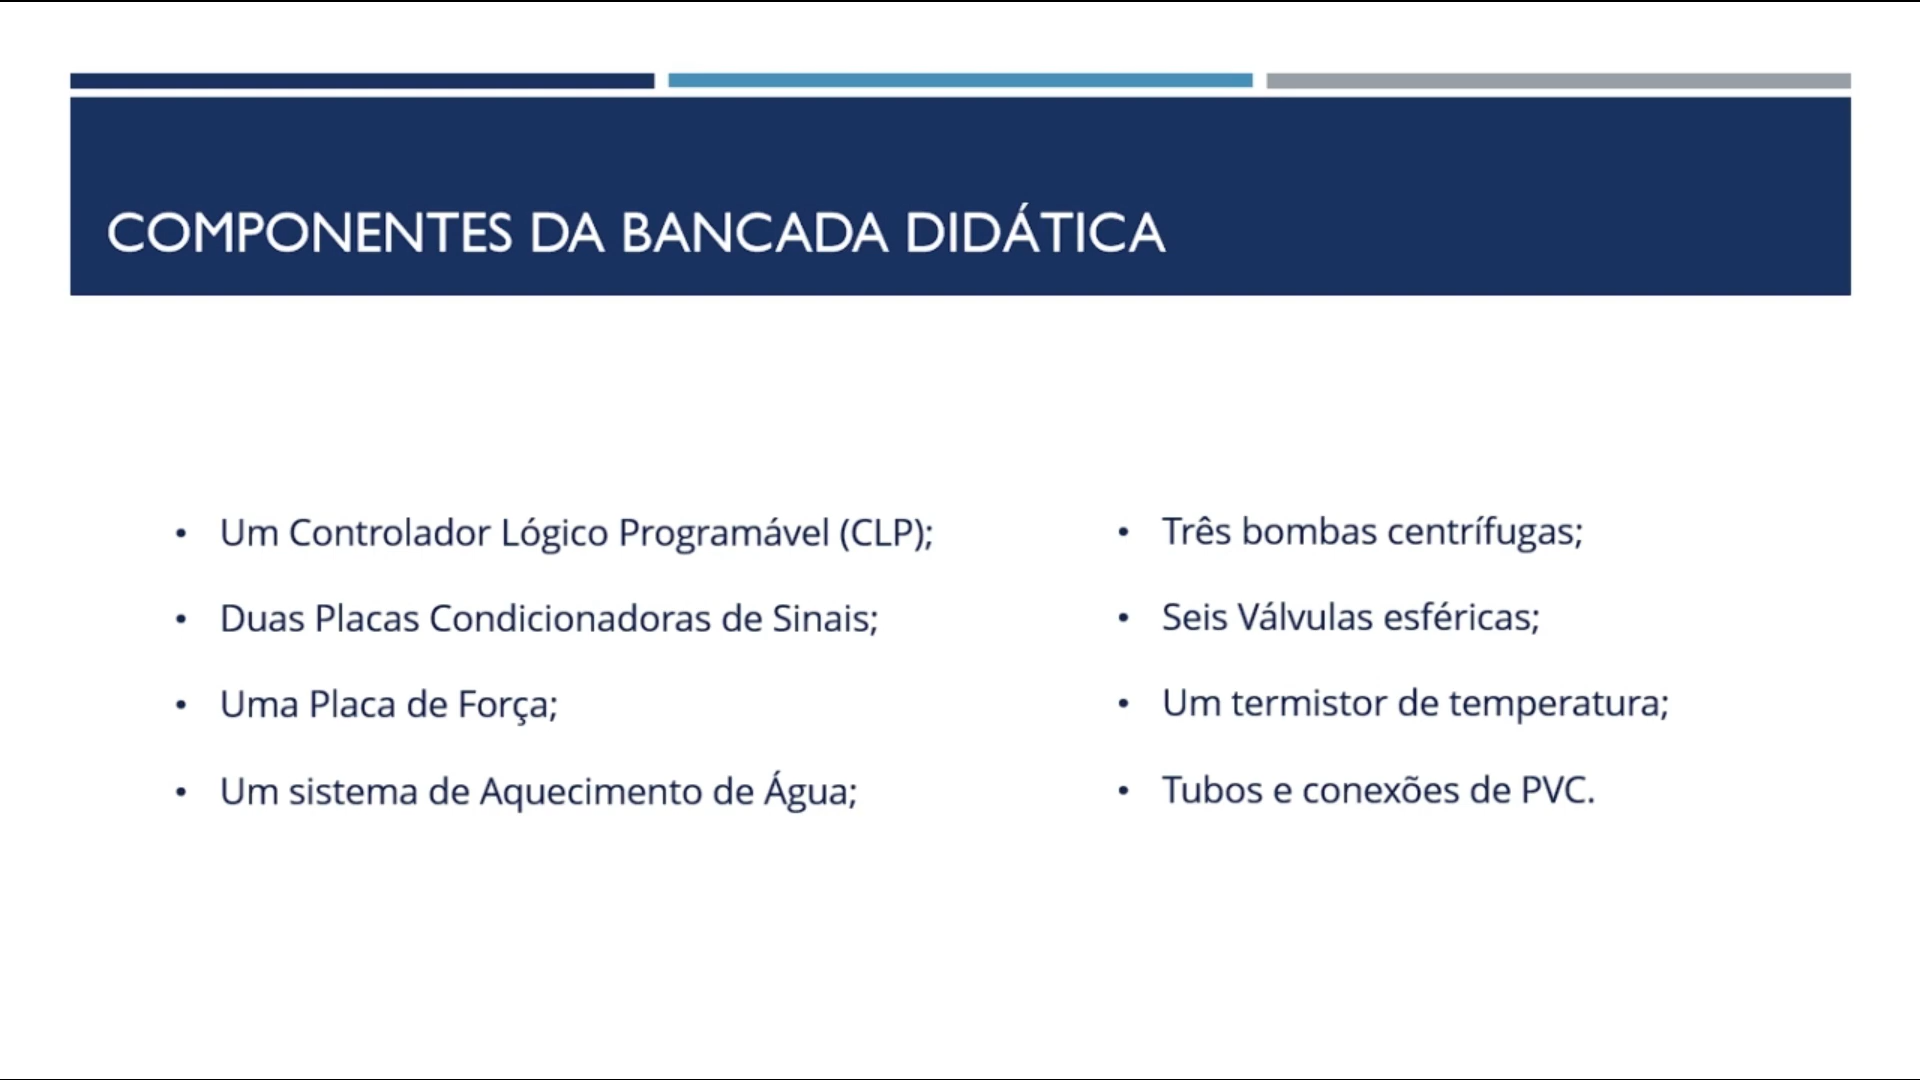 COMPONENTES DA BANCADA DIDÁTICA
• Um Controlador Lógico Programável (CLP);
• Duas Placas Condicionadoras de Sinais;
• Uma Placa de Força;
• Um sistema de Aquecimento de Água;
• Três bombas centrífugas;
• Seis Válvulas esféricas;
• Um termistor de temperatura;
• Tubos e conexões de PVC.